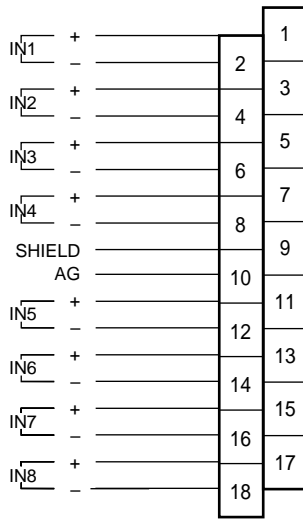 IN1 + 1
− 2
IN2 + 3
− 4
IN3 + 5
− 6
IN4 + 7
− 8
SHIELD 9
AG 10
IN5 + 11
− 12
IN6 + 13
− 14
IN7 + 15
− 16
IN8 + 17
− 18